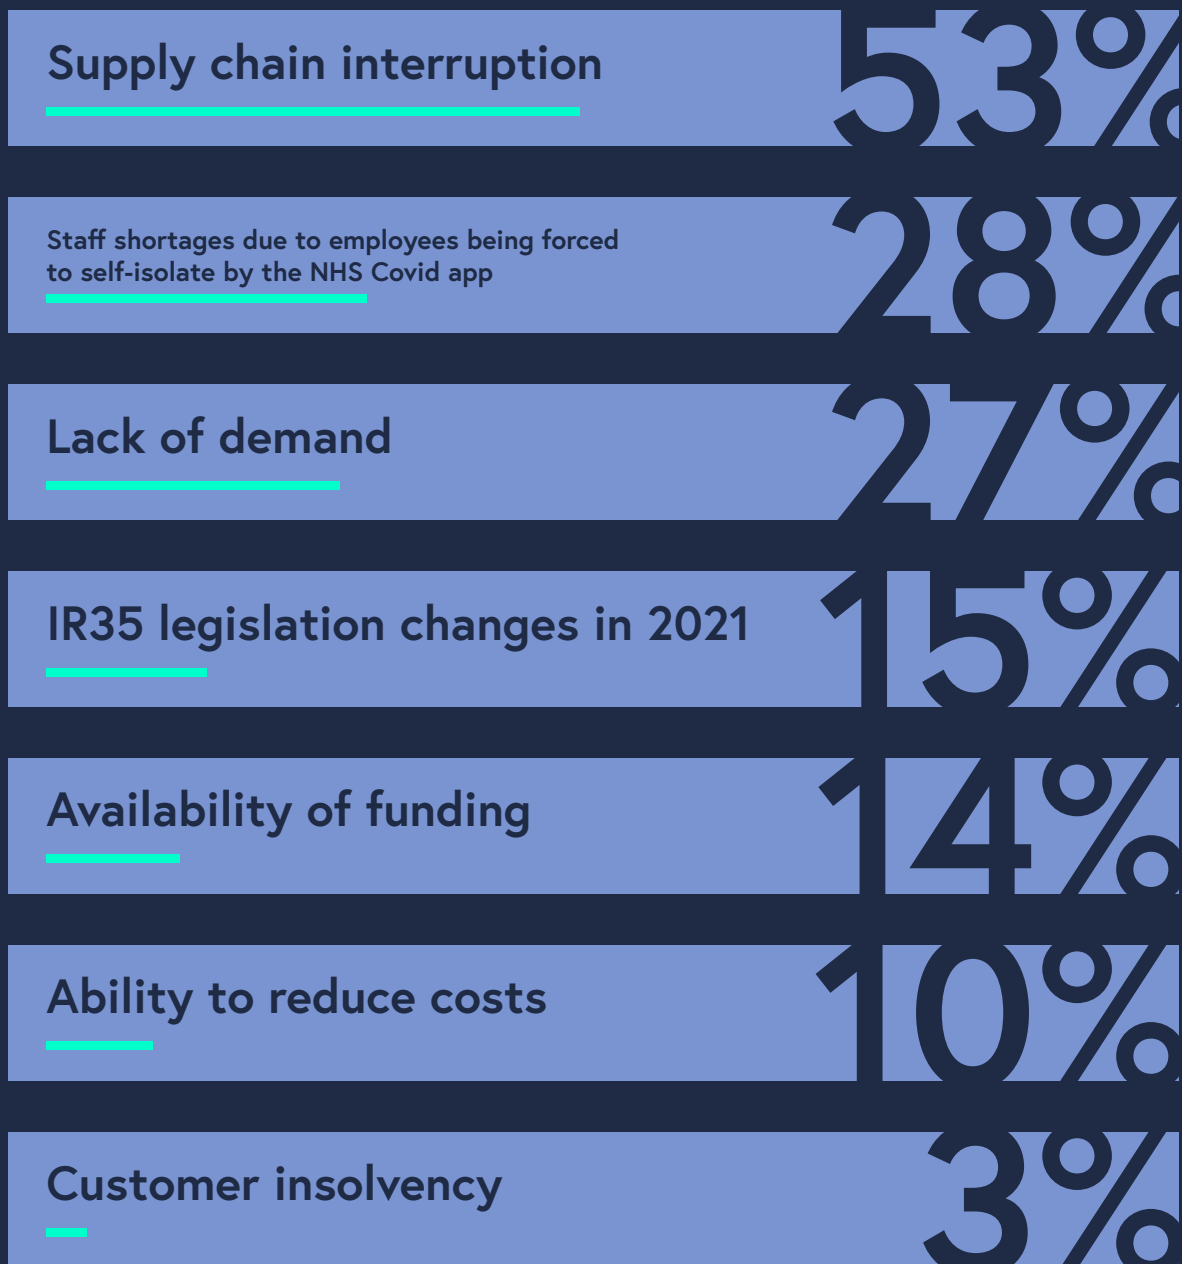 Supply chain interruption
53%
Staff shortages due to employees being forced
to self-isolate by the NHS Covid app
28%
Lack of demand
27%
IR35 legislation changes in 2021
15%
Availability of funding
14%
Ability to reduce costs
10%
Customer insolvency
3%